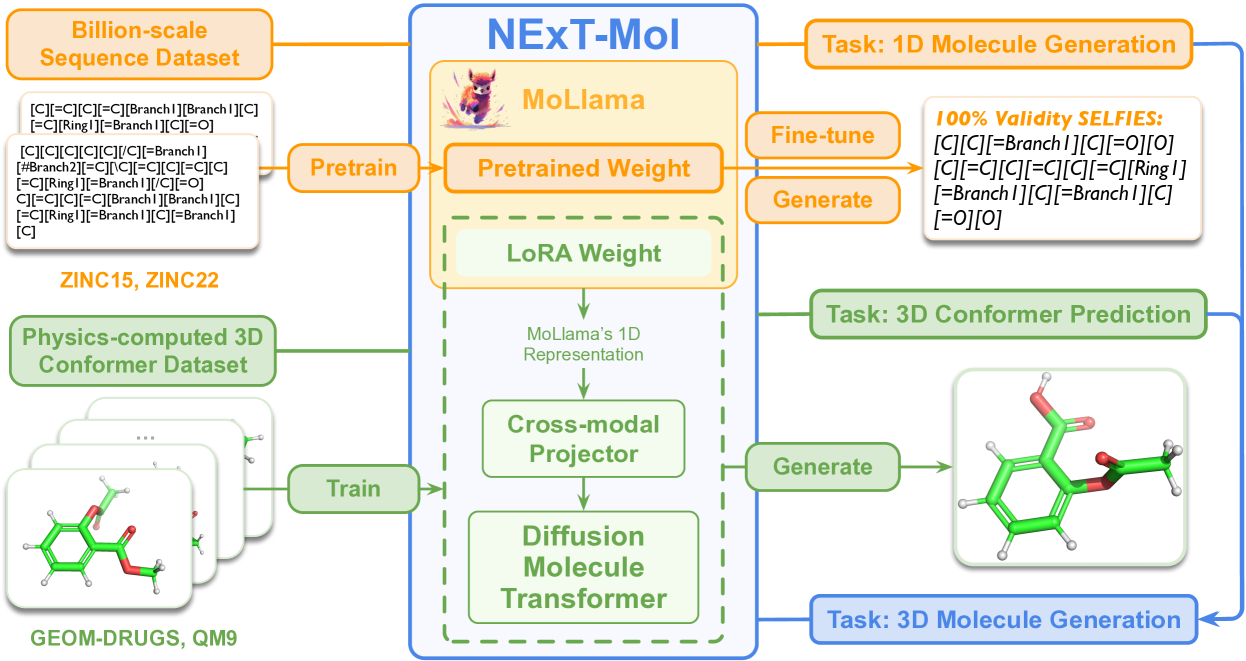 Billion-scale
Sequence Dataset
[C][=C][C][=C][Branch1][Branch1][C]
[=C][Ring1][=Branch1][C][=O]
[C][C][C][C][C][/C][=Branch1]
[#Branch2][=C][\C][=C][C][=C][C]
[=C][Ring1][=Branch1][/C][=O]
C][=C][C][=C][Branch1][Branch1][C]
[=C][Ring1][=Branch1][C][=Branch1]
[C]
ZINC15, ZINC22
Pretrain
Physics-computed 3D
Conformer Dataset
...
GEOM-DRUGS, QM9
Train
NExT-Mol
MoLlama
Pretrained Weight
LoRA Weight
MoLlama's 1D
Representation
Cross-modal
Projector
Diffusion
Molecule
Transformer
Task: 1D Molecule Generation
Fine-tune
Generate
100% Validity SELFIES:
[C][C][=Branch1][C][=O][O]
[C][=C][C][=C][C][=C][Ring1]
[=Branch1][C][=Branch1][C]
[=O][O]
Task: 3D Conformer Prediction
Generate
Task: 3D Molecule Generation